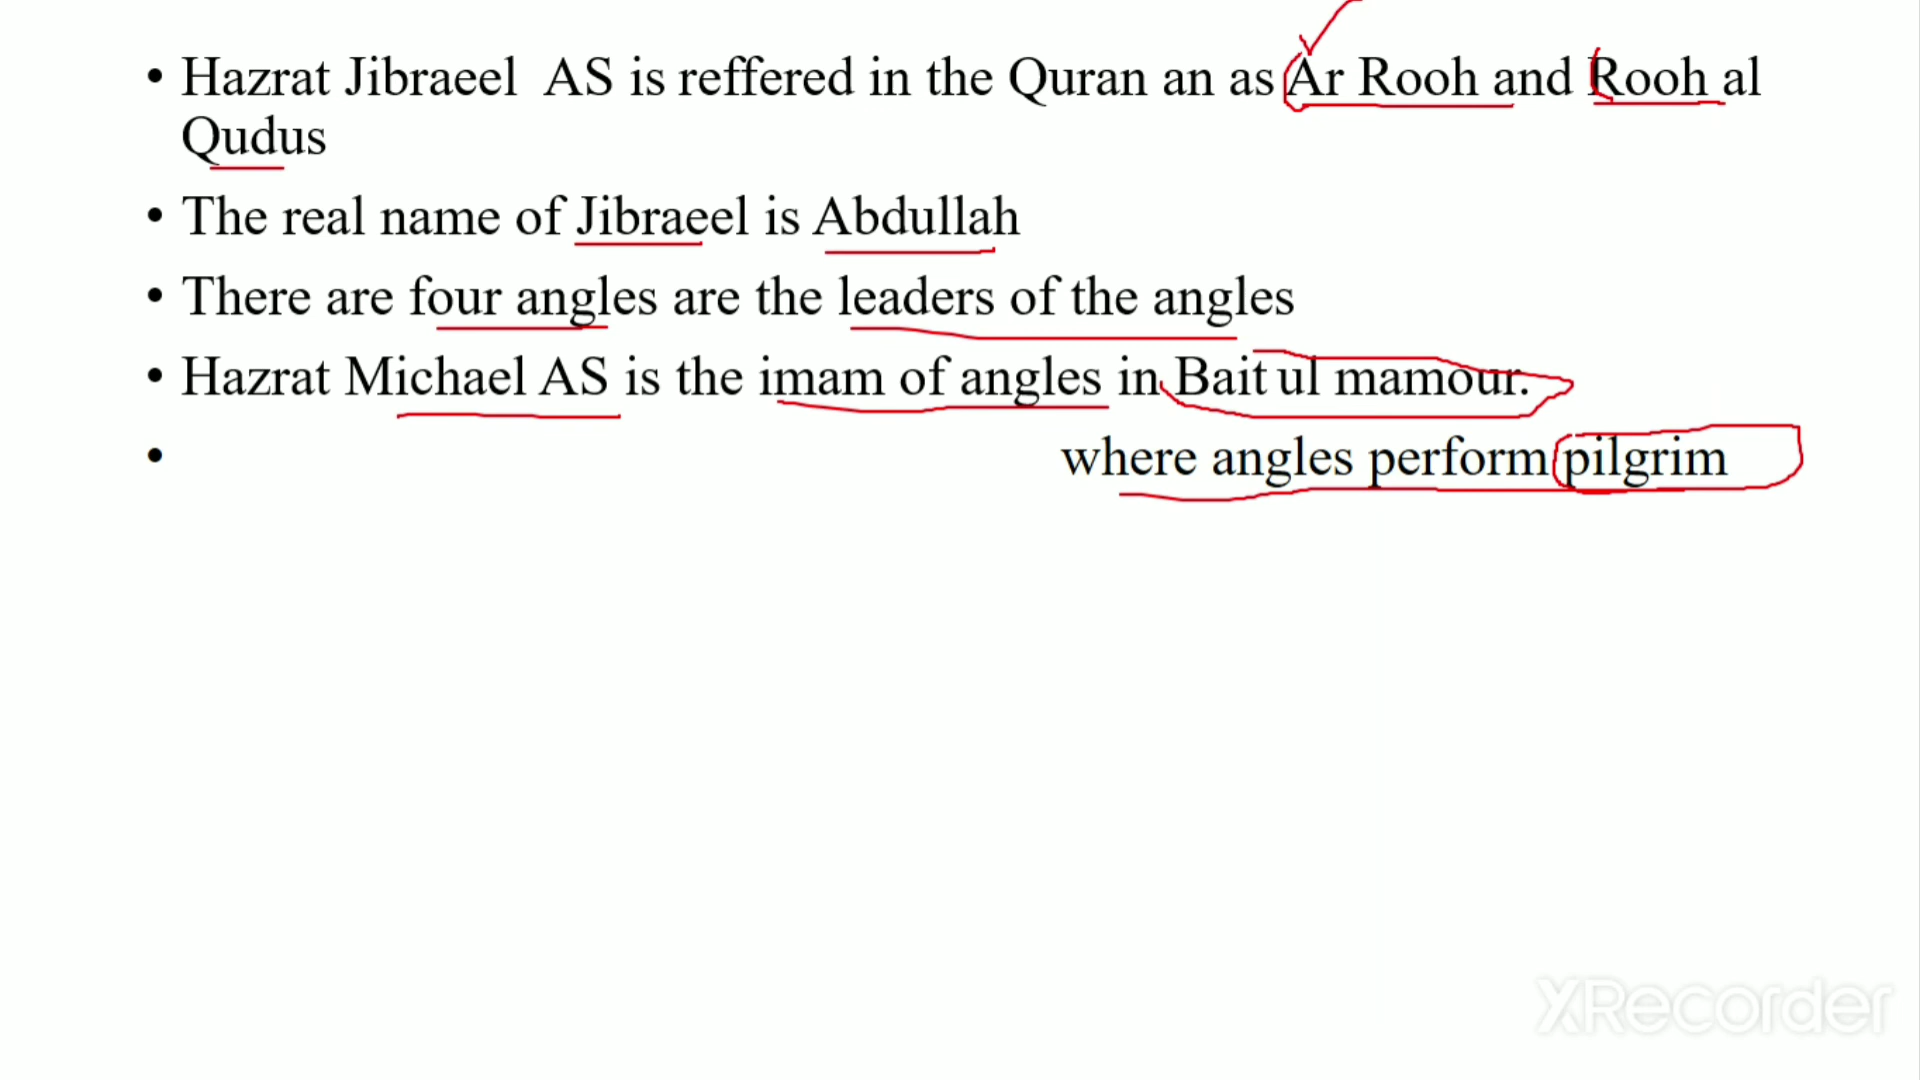 • Hazrat Jibraeel AS is reffered in the Quran an as Ar Rooh and Rooh al
Qudus
• The real name of Jibraeel is Abdullah
• There are four angles are the leaders of the angles
• Hazrat Michael AS is the imam of angles in Bait ul mamour.
• where angles perform pilgrim
XRecorder